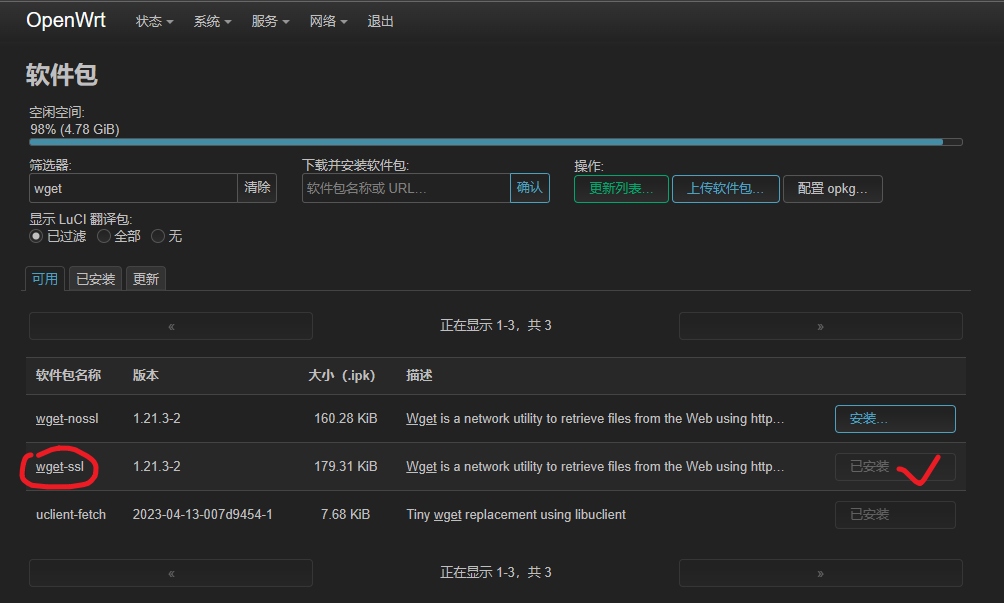 OpenWrt 状态 系统 服务 网络 退出
软件包
空闲空间:
98% (4.78 GiB)
筛选器: 下载并安装软件包: 操作:
wget 清除 软件包名称或 URL... 确认 更新列表... 上传软件包... 配置 opkg...
显示 LuCI 翻译包:
已过滤 全部 无
可用 已安装 更新
« 正在显示 1-3，共 3 »
软件包名称 版本 大小（.ipk) 描述
wget-nossl 1.21.3-2 160.28 KiB Wget is a network utility to retrieve files from the Web using http... 安装...
wget-ssl 1.21.3-2 179.31 KiB Wget is a network utility to retrieve files from the Web using http... 已安装
uclient-fetch 2023-04-13-007d9454-1 7.68 KiB Tiny wget replacement using libuclient 已安装
« 正在显示 1-3，共 3 »